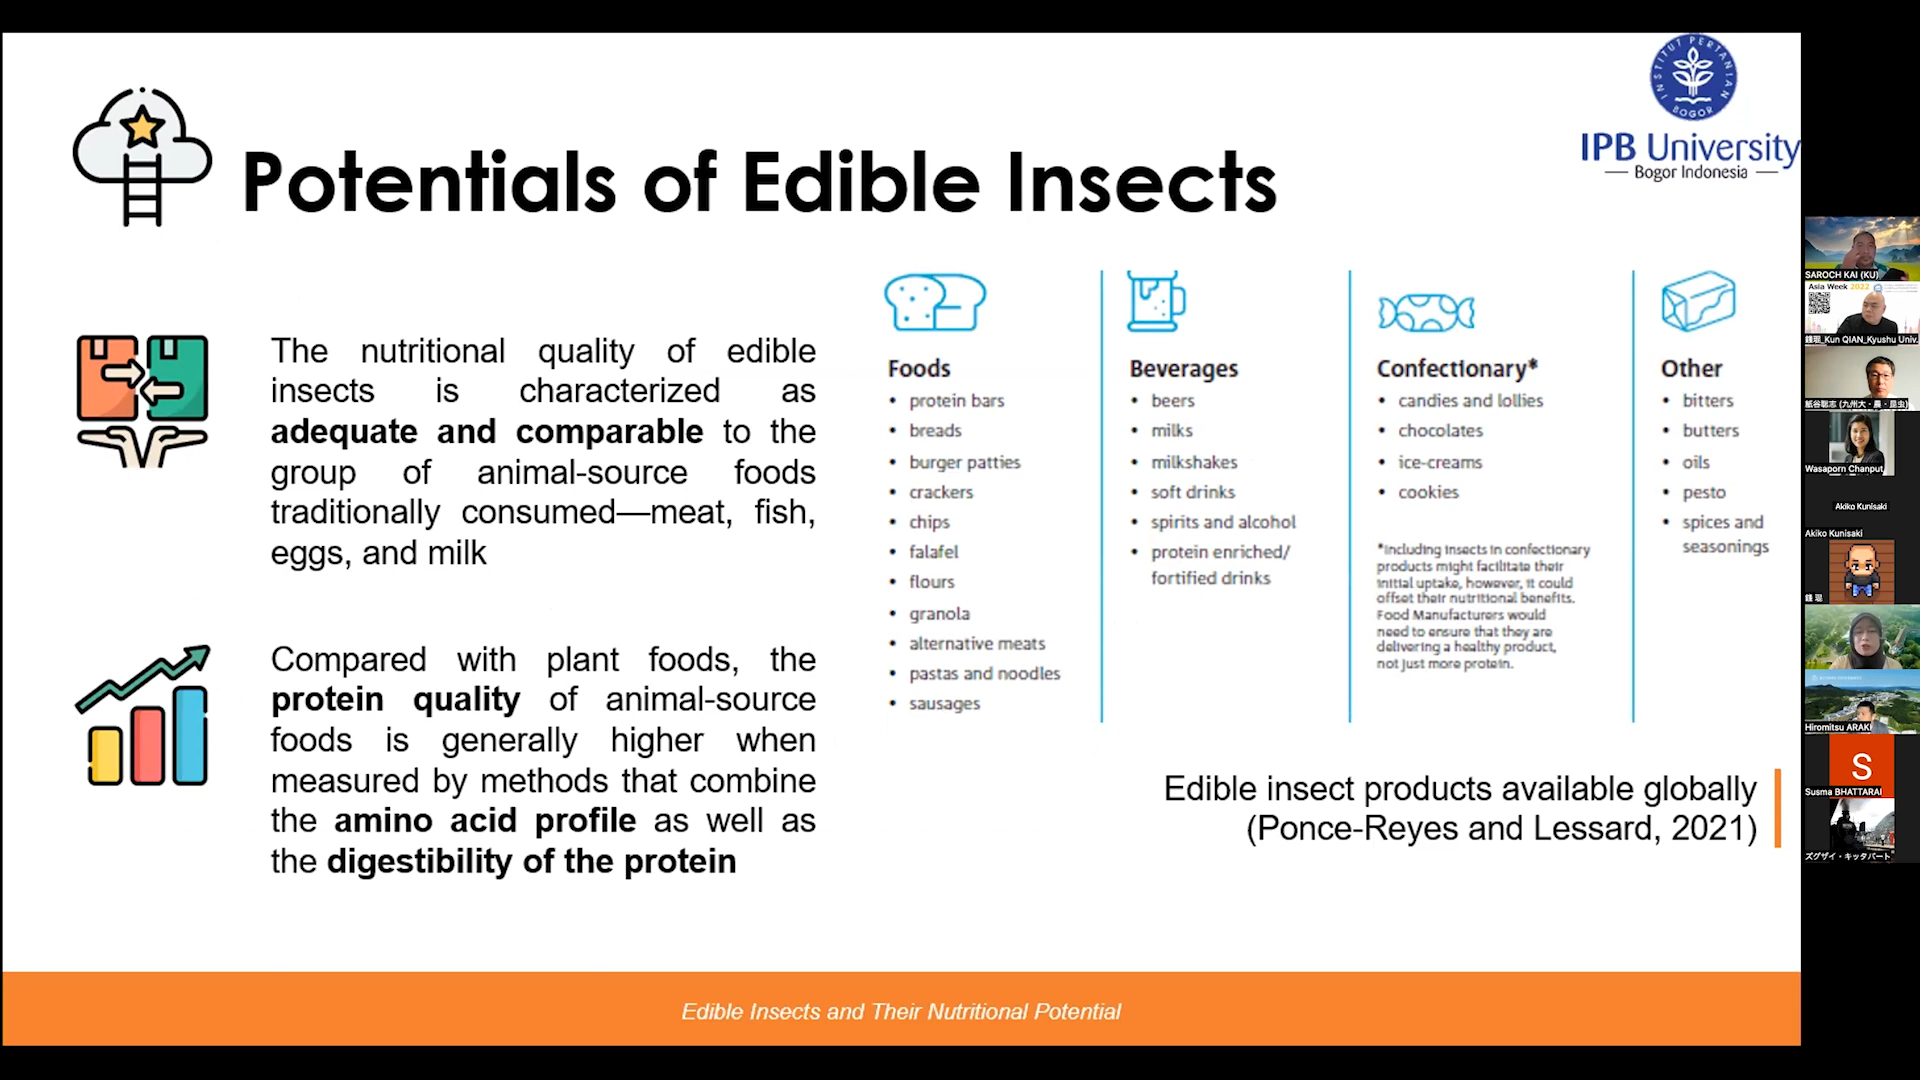 INSTITUT PERTANIAN
BOGOR
IPB University
Bogor Indonesia
Potentials of Edible Insects
The nutritional quality of edible
insects is characterized as
adequate and comparable to the
group of animal-source foods
traditionally consumed—meat, fish,
eggs, and milk
Compared with plant foods, the
protein quality of animal-source
foods is generally higher when
measured by methods that combine
the amino acid profile as well as
the digestibility of the protein
Foods
• protein bars
• breads
• burger patties
• crackers
• chips
• falafel
• flours
• granola
• alternative meats
• pastas and noodles
• sausages
Beverages
• beers
• milks
• milkshakes
• soft drinks
• spirits and alcohol
• protein enriched/
fortified drinks
Confectionary*
• candies and lollies
• chocolates
• ice-creams
• cookies
*Including insects in confectionary
products might facilitate their
initial uptake, however, it could
offset their nutritional benefits.
Food Manufacturers would
need to ensure that they are
delivering a healthy product,
not just more protein.
Other
• bitters
• butters
• oils
• pesto
• spices and
seasonings
Edible insect products available globally
(Ponce-Reyes and Lessard, 2021)
Edible Insects and Their Nutritional Potential
SAROCH KAI (KU)
Asia Week 2022
Kun QIAN_Kyushu Univ.
紙谷聡志 (九州大・農・昆虫)
Wasaporn Chanput
Akiko Kunisaki
Akiko Kunisaki
Hiromitsu ARAKI
S
Susma BHATTARAI
ズグザイ・キッタパート